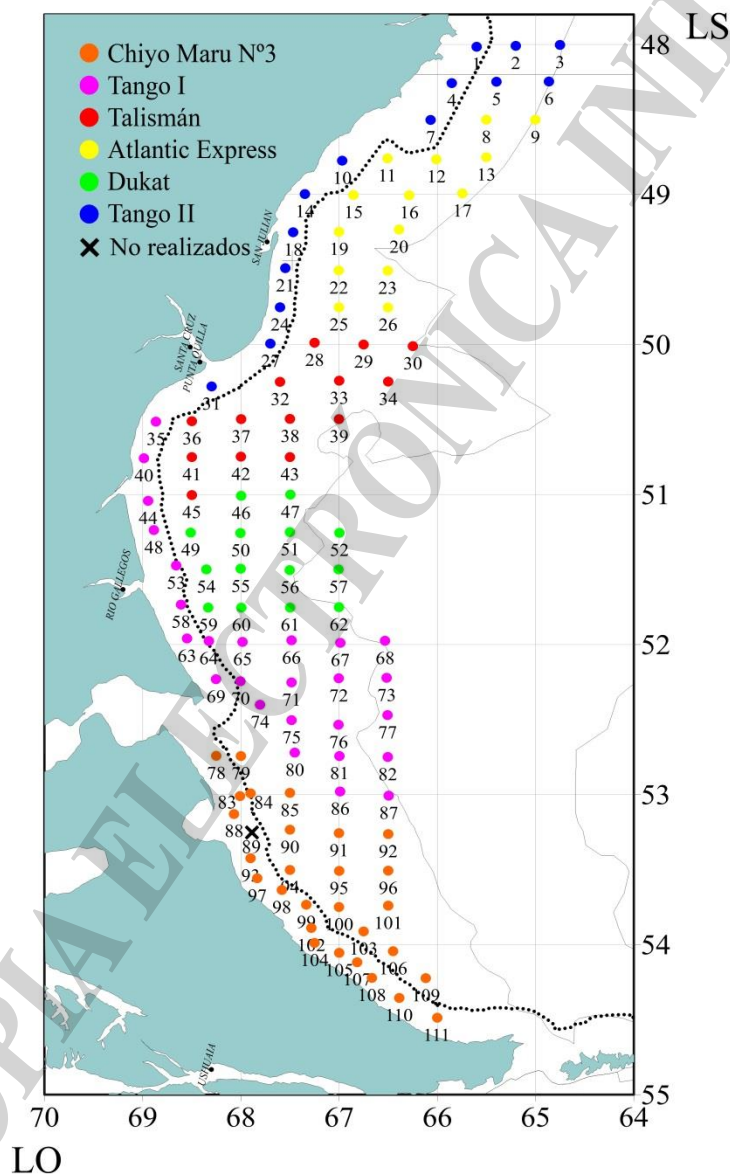 LS
Chiyo Maru Nº3
Tango I
Talismán
Atlantic Express
Dukat
Tango II
No realizados
48
1 2 3
4 5 6
7 8 9
10 11 12 13
49
14 15 16 17
18 19 20
SAN JULIAN
21 22 23
24 25 26
SANTA CRUZ
PUNTA QUILLA
50
27 28 29 30
31 32 33 34
35 36 37 38 39
40 41 42 43
51
44 45 46 47
48 49 50 51 52
RIO GALLEGOS
53 54 55 56 57
58 59 60 61 62
52
63 64 65 66 67 68
69 70 71 72 73
74 75 76 77
78 79 80 81 82
53
83 84 85 86 87
88 89 90 91 92
93 94 95 96
97 98 99 100 101
54
102 103
104 105 106
107 108 109
110 111
USHUAIA
55
70 69 68 67 66 65 64
LO
COPIA ELECTRÓNICA